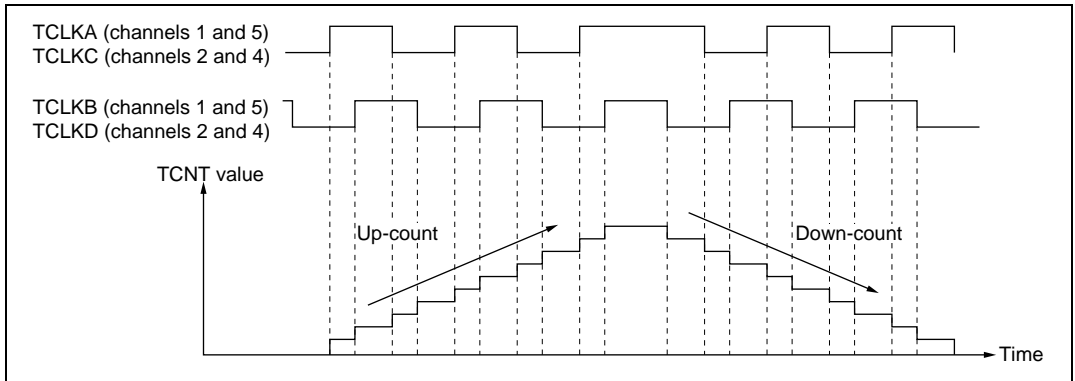 TCLKA (channels 1 and 5)
TCLKC (channels 2 and 4)
TCLKB (channels 1 and 5)
TCLKD (channels 2 and 4)
TCNT value
Up-count
Down-count
Time